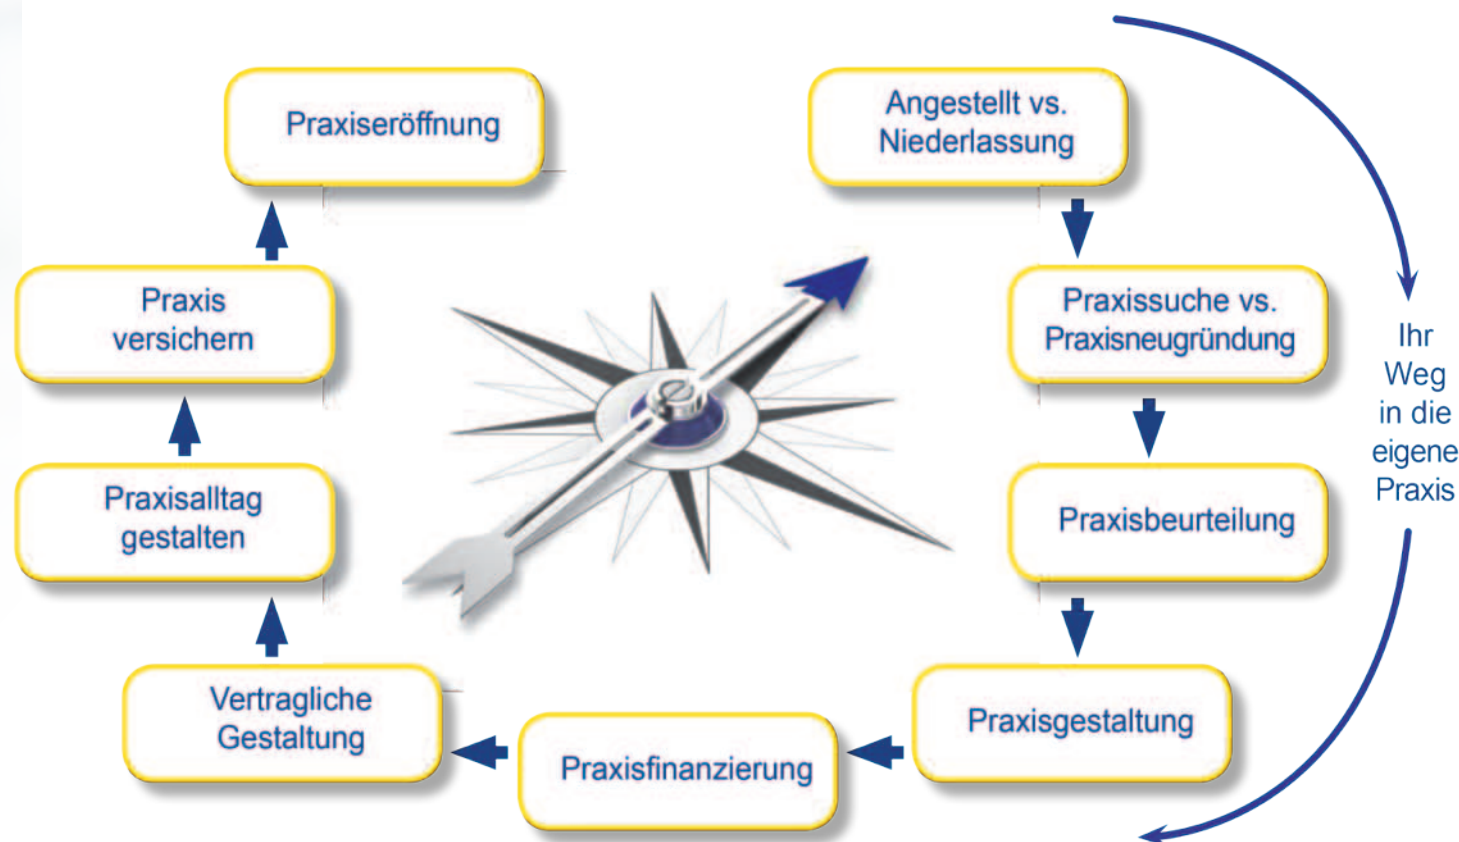 Angestellt vs.
Niederlassung
Praxissuche vs.
Praxisneugründung
Praxisbeurteilung
Praxisgestaltung
Praxisfinanzierung
Vertragliche
Gestaltung
Praxisalltag
gestalten
Praxis
versichern
Praxiseröffnung
Ihr
Weg
in die
eigene
Praxis